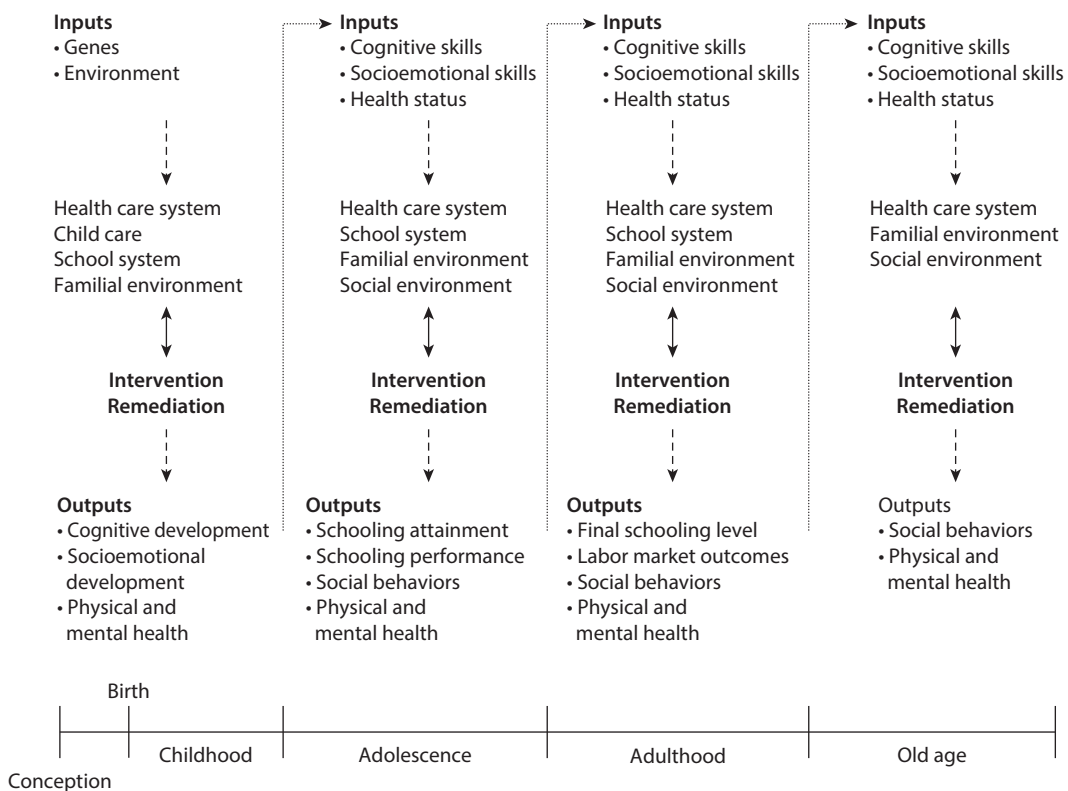 Inputs
• Genes
• Environment
Health care system
Child care
School system
Familial environment
Intervention
Remediation
Outputs
• Cognitive development
• Socioemotional
development
• Physical and
mental health
Inputs
• Cognitive skills
• Socioemotional skills
• Health status
Health care system
School system
Familial environment
Social environment
Intervention
Remediation
Outputs
• Schooling attainment
• Schooling performance
• Social behaviors
• Physical and
mental health
Inputs
• Cognitive skills
• Socioemotional skills
• Health status
Health care system
School system
Familial environment
Social environment
Intervention
Remediation
Outputs
• Final schooling level
• Labor market outcomes
• Social behaviors
• Physical and
mental health
Inputs
• Cognitive skills
• Socioemotional skills
• Health status
Health care system
Familial environment
Social environment
Intervention
Remediation
Outputs
• Social behaviors
• Physical and
mental health
Birth
Childhood
Adolescence
Adulthood
Old age
Conception